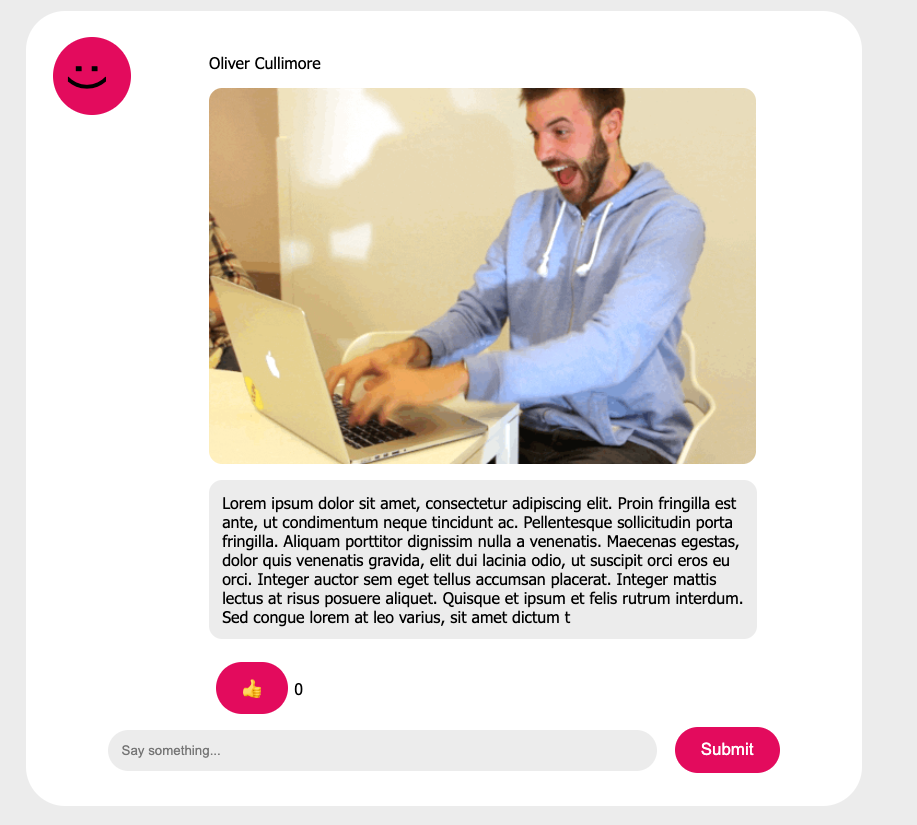 Oliver Cullimore
Lorem ipsum dolor sit amet, consectetur adipiscing elit. Proin fringilla est
ante, ut condimentum neque tincidunt ac. Pellentesque sollicitudin porta
fringilla. Aliquam porttitor dignissim nulla a venenatis. Maecenas egestas,
dolor quis venenatis gravida, elit dui lacinia odio, ut suscipit orci eros eu
orci. Integer auctor sem eget tellus accumsan placerat. Integer mattis
lectus at risus posuere aliquet. Quisque et ipsum et felis rutrum interdum.
Sed congue lorem at leo varius, sit amet dictum t
👍 0
Say something...
Submit